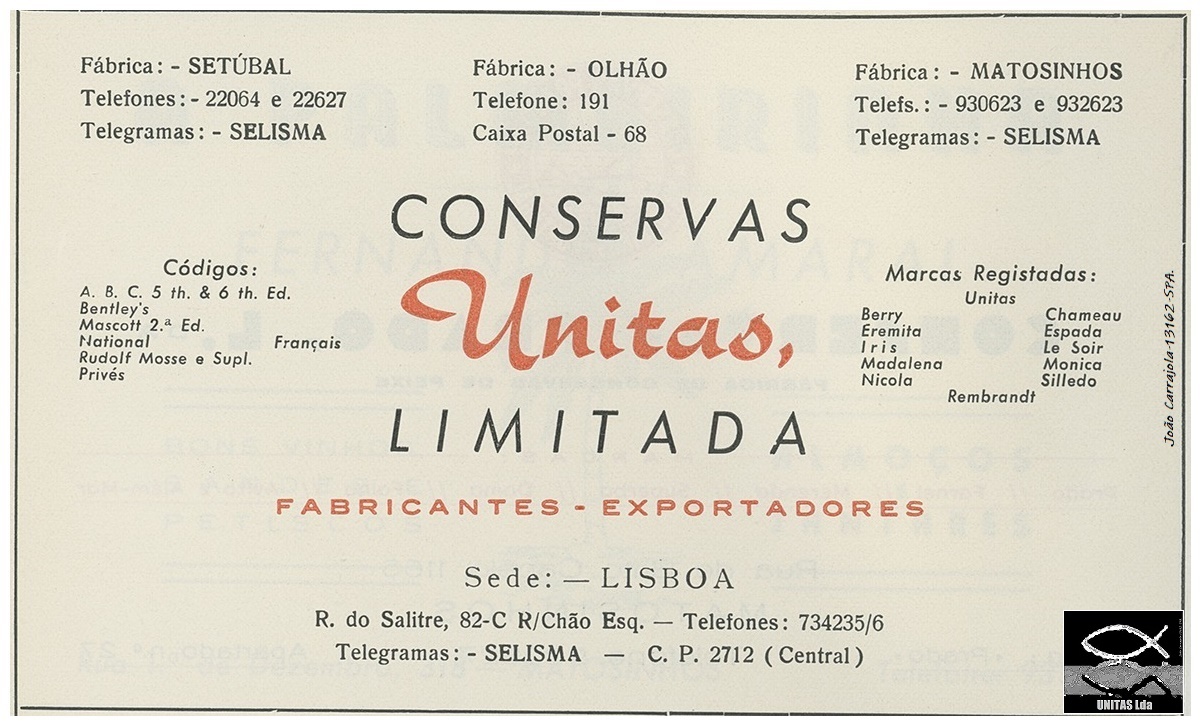 Fábrica: - SETÚBAL
Telefones: - 22064 e 22627
Telegramas: - SELISMA
Fábrica: - OLHÃO
Telefone: 191
Caixa Postal - 68
Fábrica: - MATOSINHOS
Telefs.: - 930623 e 932623
Telegramas: - SELISMA
CONSERVAS
Unitas,
LIMITADA
Códigos:
A. B. C. 5 th. & 6 th. Ed.
Bentley's
Mascott 2.ª Ed.
National Français
Rudolf Mosse e Supl.
Privés
Marcas Registadas:
Unitas
Berry Chameau
Eremita Espada
Iris Le Soir
Madalena Monica
Nicola Silledo
Rembrandt
FABRICANTES - EXPORTADORES
Sede: — LISBOA
R. do Salitre, 82-C R/Chão Esq. — Telefones: 734235/6
Telegramas: - SELISMA — C. P. 2712 (Central)
João Carrajola-13162-SPA.
UNITAS Lda